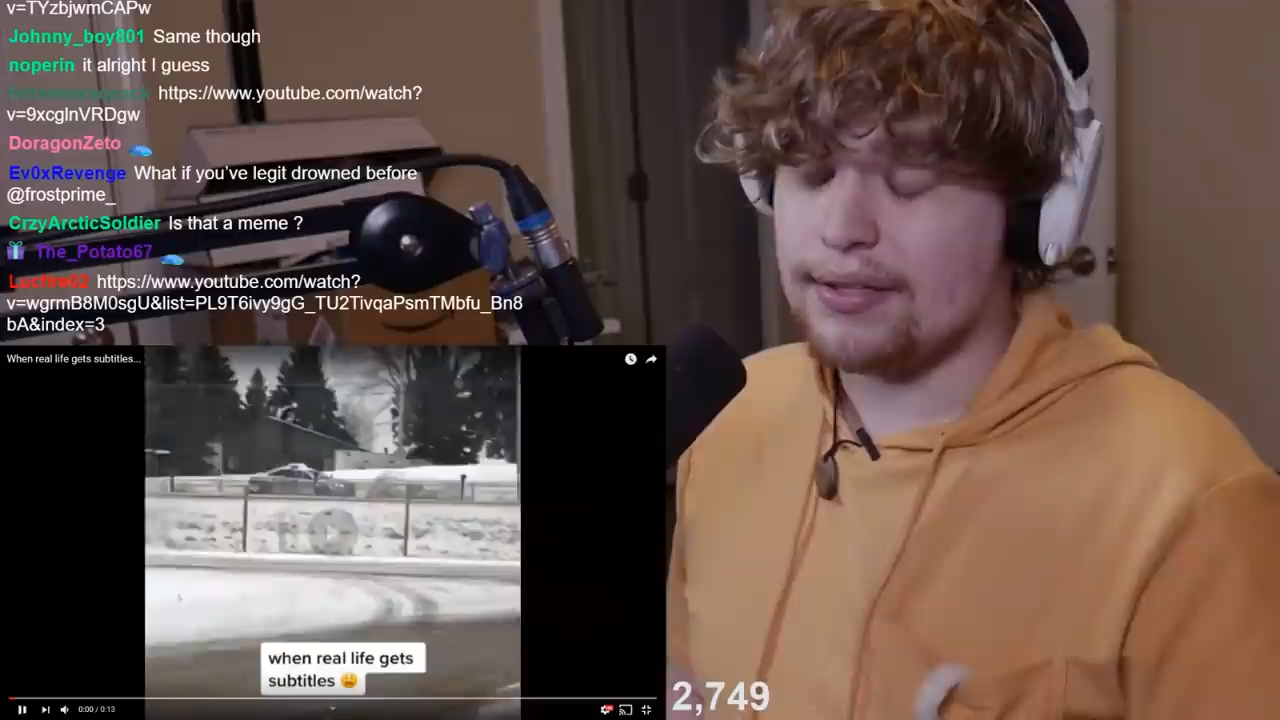 v=TYzbjwmCAPw
Johnny_boy801 Same though
noperin it alright I guess
https://www.youtube.com/watch?
v=9xcglnVRDgw
DoragonZeto
Ev0xRevenge What if you've legit drowned before
@frostprime_
CrzyArcticSoldier Is that a meme ?
The_Potato67
Lucfire02 https://www.youtube.com/watch?
v=wgrmB8M0sgU&list=PL9T6ivy9gG_TU2TivqaPsmTMbfu_Bn8
bA&index=3
When real life gets subtitles...
when real life gets
subtitles 😩
0:00 / 0:13
2,749